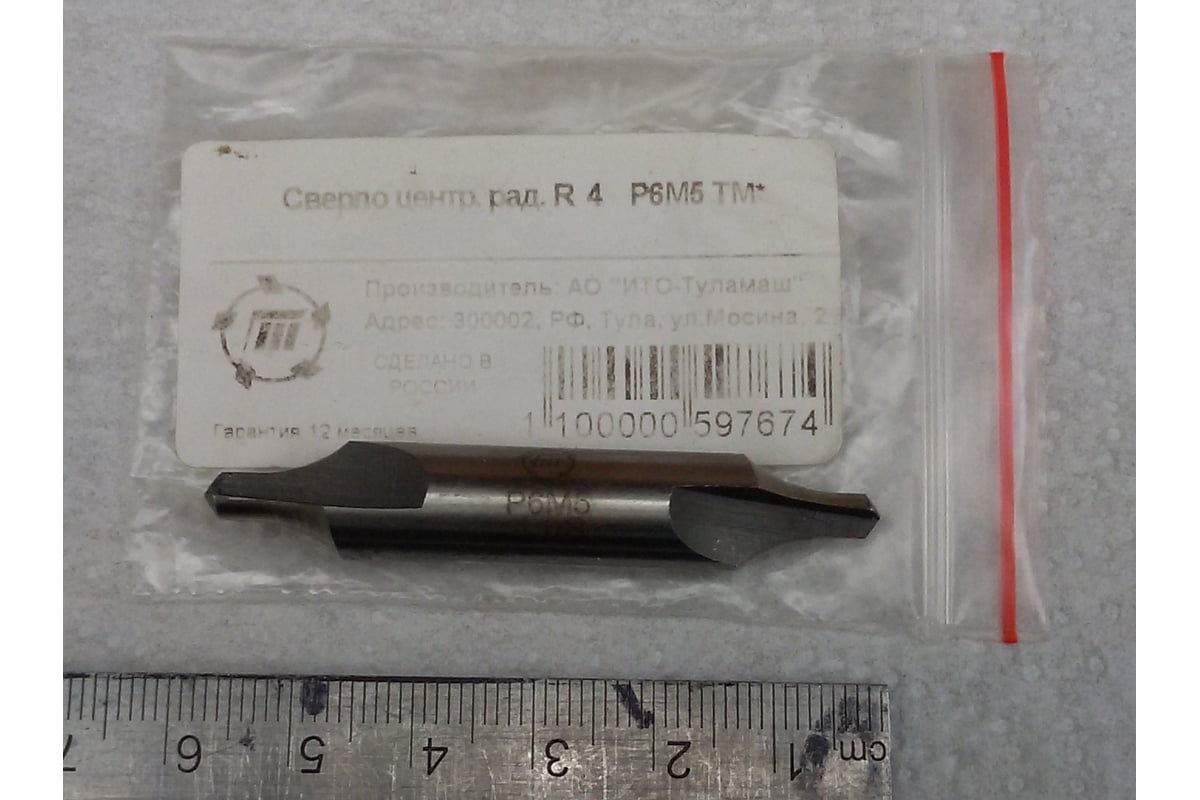 Сверло центр. рад. R 4 Р6М5 ТМ*
Производитель: АО "ИТО-Туламаш"
Адрес: 300002, РФ, Тула, ул.Мосина, 2
СДЕЛАНО В
РОССИИ
1 100000 597674
Гарантия 12 месяцев
Р6М5
7 6 5 4 3 2 1 cm